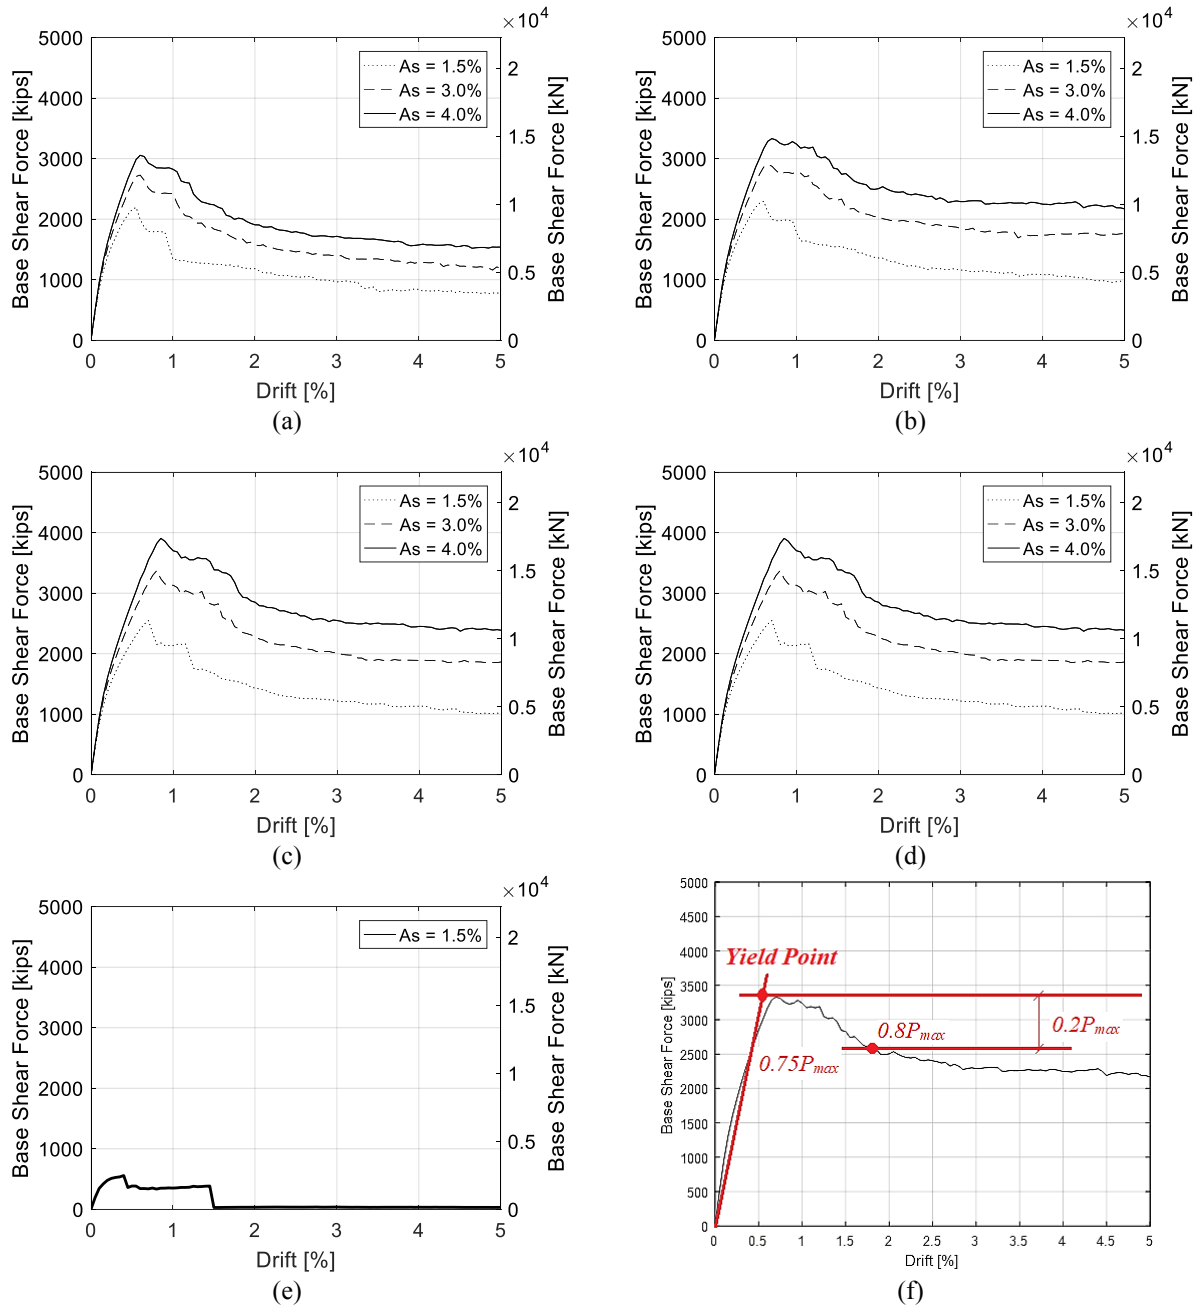 ×10⁴
5000
4000
3000
2000
1000
0
2
1.5
1
0.5
0
As = 1.5%
As = 3.0%
As = 4.0%
Base Shear Force [kips]
Base Shear Force [kN]
0 1 2 3 4 5
Drift [%]
(a)
×10⁴
5000
4000
3000
2000
1000
0
2
1.5
1
0.5
0
As = 1.5%
As = 3.0%
As = 4.0%
Base Shear Force [kips]
Base Shear Force [kN]
0 1 2 3 4 5
Drift [%]
(b)
×10⁴
5000
4000
3000
2000
1000
0
2
1.5
1
0.5
0
As = 1.5%
As = 3.0%
As = 4.0%
Base Shear Force [kips]
Base Shear Force [kN]
0 1 2 3 4 5
Drift [%]
(c)
×10⁴
5000
4000
3000
2000
1000
0
2
1.5
1
0.5
0
As = 1.5%
As = 3.0%
As = 4.0%
Base Shear Force [kips]
Base Shear Force [kN]
0 1 2 3 4 5
Drift [%]
(d)
×10⁴
5000
4000
3000
2000
1000
0
2
1.5
1
0.5
0
As = 1.5%
Base Shear Force [kips]
Base Shear Force [kN]
0 1 2 3 4 5
Drift [%]
(e)
5000
4500
4000
3500
3000
2500
2000
1500
1000
500
0
Base Shear Force [kips]
Yield Point
0.8Pmax
0.2Pmax
0.75Pmax
0 0.5 1 1.5 2 2.5 3 3.5 4 4.5 5
Drift [%]
(f)